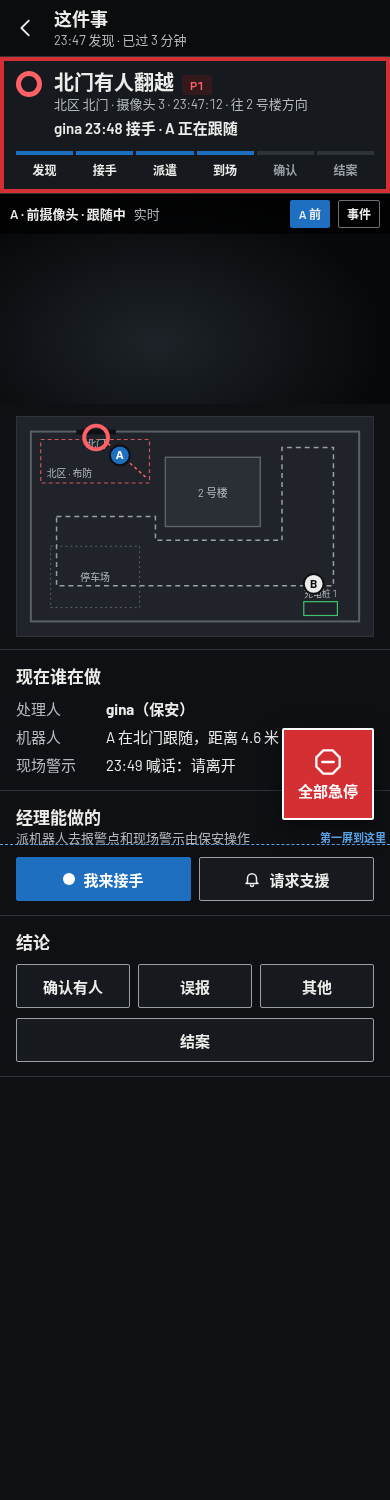 这件事
23:47 发现 · 已过 3 分钟
北门有人翻越 P1
北区 北门 · 摄像头 3 · 23:47:12 · 往 2 号楼方向
gina 23:48 接手 · A 正在跟随
发现 接手 派遣 到场 确认 结案
A · 前摄像头 · 跟随中 实时 A 前 事件
北门
A
北区 · 布防
2 号楼
停车场
B
充电桩 1
现在谁在做
处理人 gina（保安）
机器人 A 在北门跟随，距离 4.6 米
现场警示 23:49 喊话：请离开
全部急停
经理能做的
派机器人去报警点和现场警示由保安操作
第一屏到这里
我来接手 请求支援
结论
确认有人 误报 其他
结案